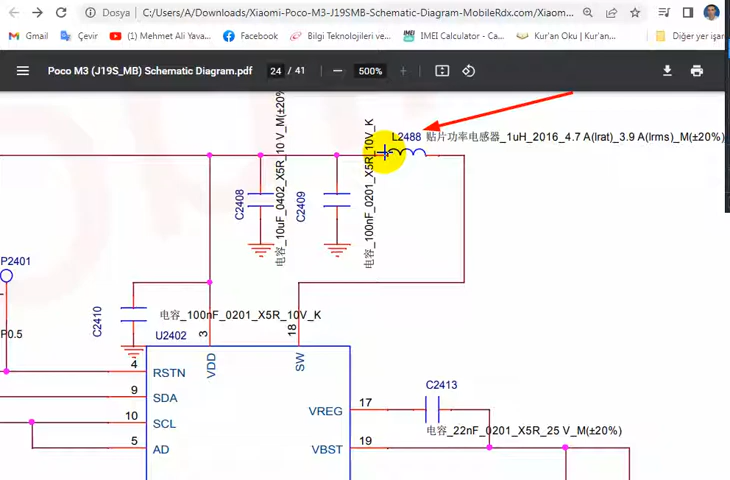 Dosya
C:/Users/A/Downloads/Xiaomi-Poco-M3-J19SMB-Schematic-Diagram-MobileRdx.com/Xiaom...
Gmail
Çevir
(1) Mehmet Ali Yava...
Facebook
Bilgi Teknolojileri v...
IMEI Calculator - C...
Kur'an Oku | Kur'an...
Diğer yer işar
Poco M3 (J19S_MB) Schematic Diagram.pdf
24 / 41
500%
L2488 贴片功率电感器_1uH_2016_4.7 A(Irat)_3.9 A(Irms)_M(±20%)
C2408
电容_10uF_0402_X5R_10 V_M(±20%
C2409
电容_100nF_0201_X5R_10V_K
P2401
C2410
电容_100nF_0201_X5R_10V_K
P0.5
U2402
3
18
VDD
SW
4
RSTN
9
SDA
10
SCL
5
AD
C2413
17
VREG
电容_22nF_0201_X5R_25 V_M(±20%)
19
VBST